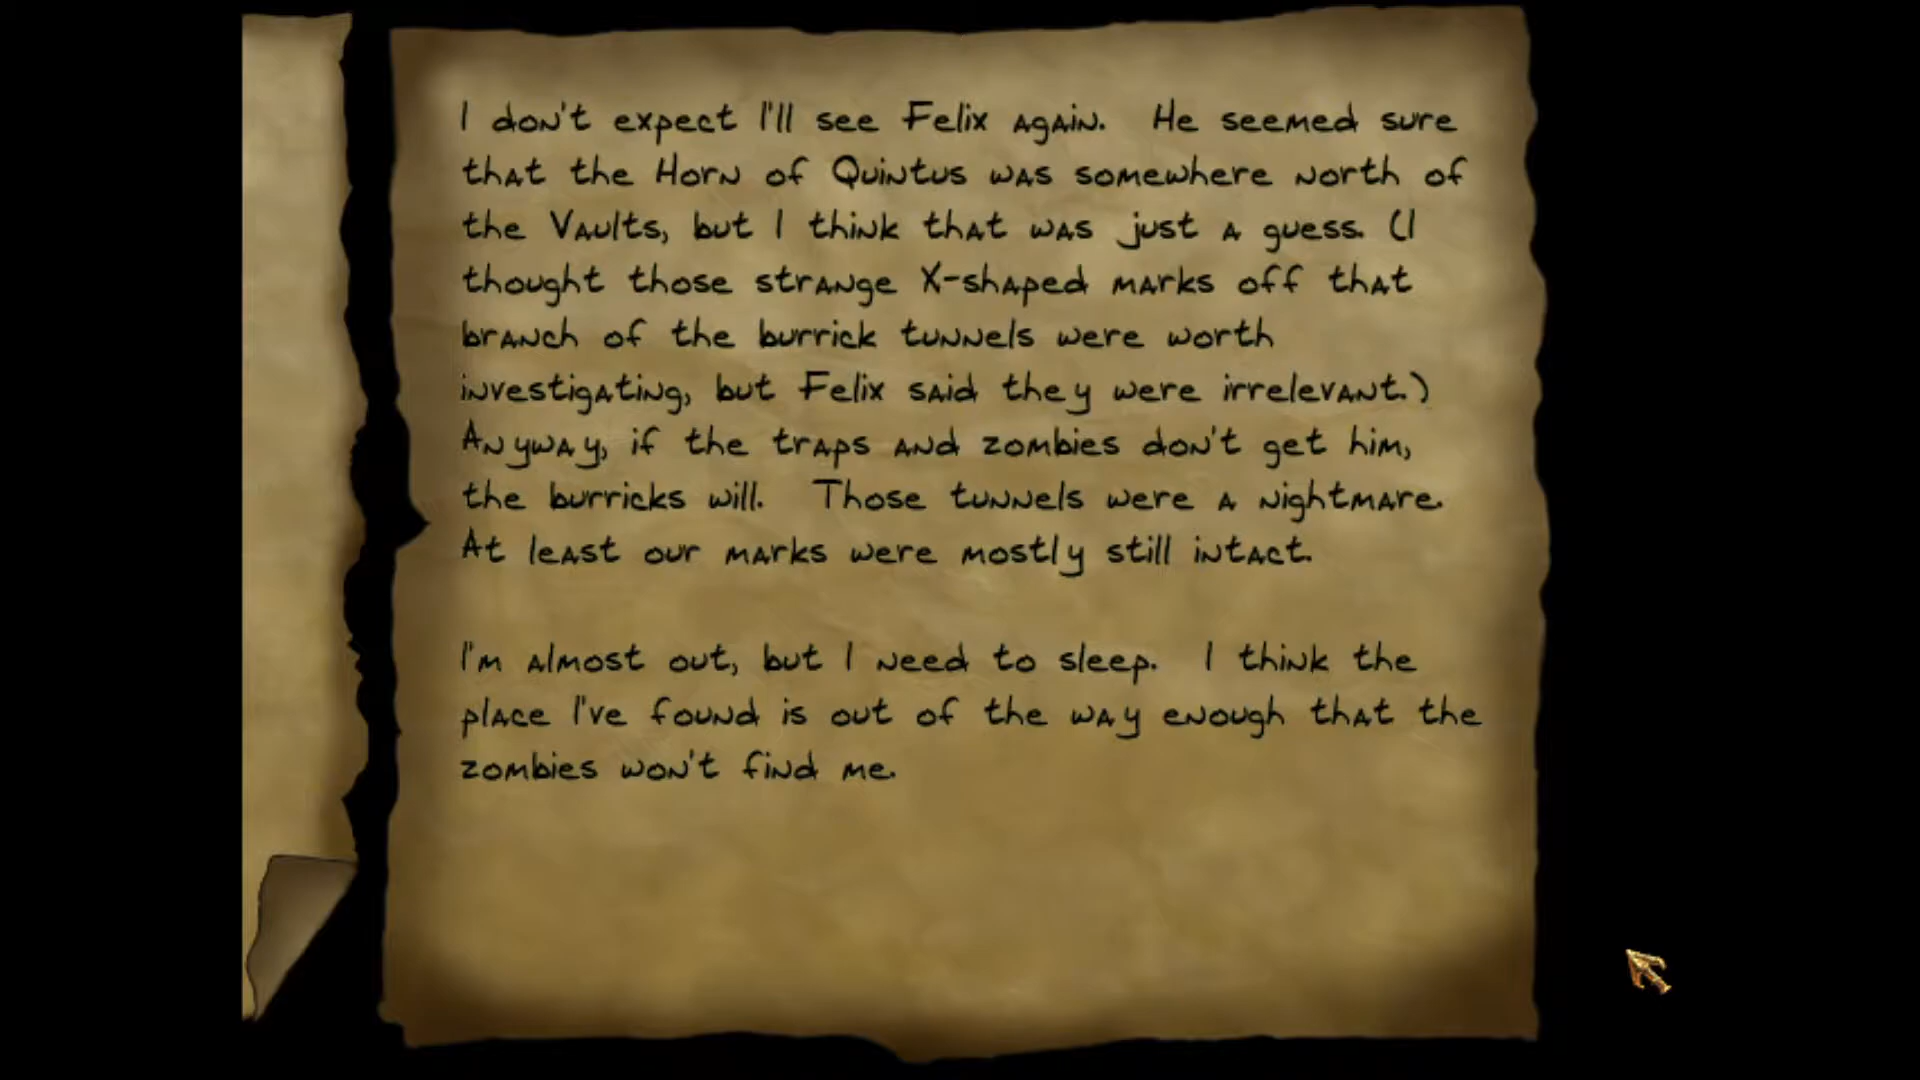 I don't expect I'll see Felix again. He seemed sure
that the Horn of Quintus was somewhere north of
the Vaults, but I think that was just a guess. (I
thought those strange X-shaped marks off that
branch of the burrick tunnels were worth
investigating, but Felix said they were irrelevant.)
Anyway, if the traps and zombies don't get him,
the burricks will. Those tunnels were a nightmare.
At least our marks were mostly still intact.
I'm almost out, but I need to sleep. I think the
place I've found is out of the way enough that the
zombies won't find me.